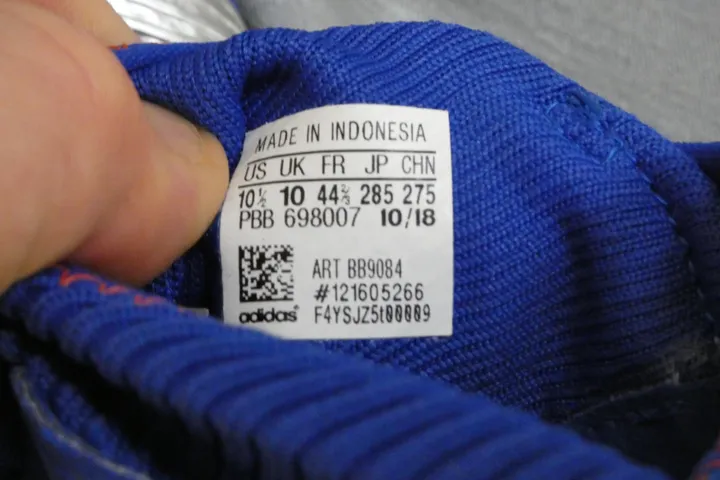 MADE IN INDONESIA
US UK FR JP CHN
10½ 10 44⅔ 285 275
PBB 698007 10/18
ART BB9084
#121605266
adidas F4YSJZ5t00009